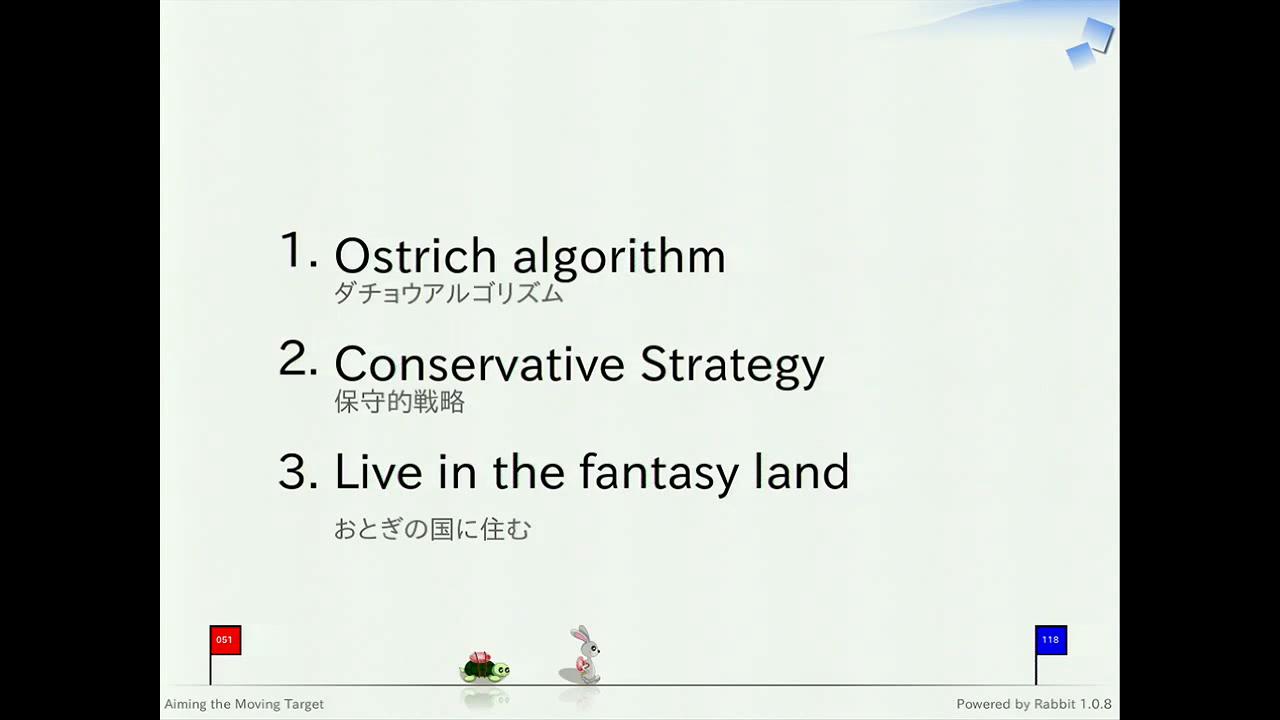 1. Ostrich algorithm
ダチョウアルゴリズム
2. Conservative Strategy
保守的戦略
3. Live in the fantasy land
おとぎの国に住む
051
118
Aiming the Moving Target
Powered by Rabbit 1.0.8